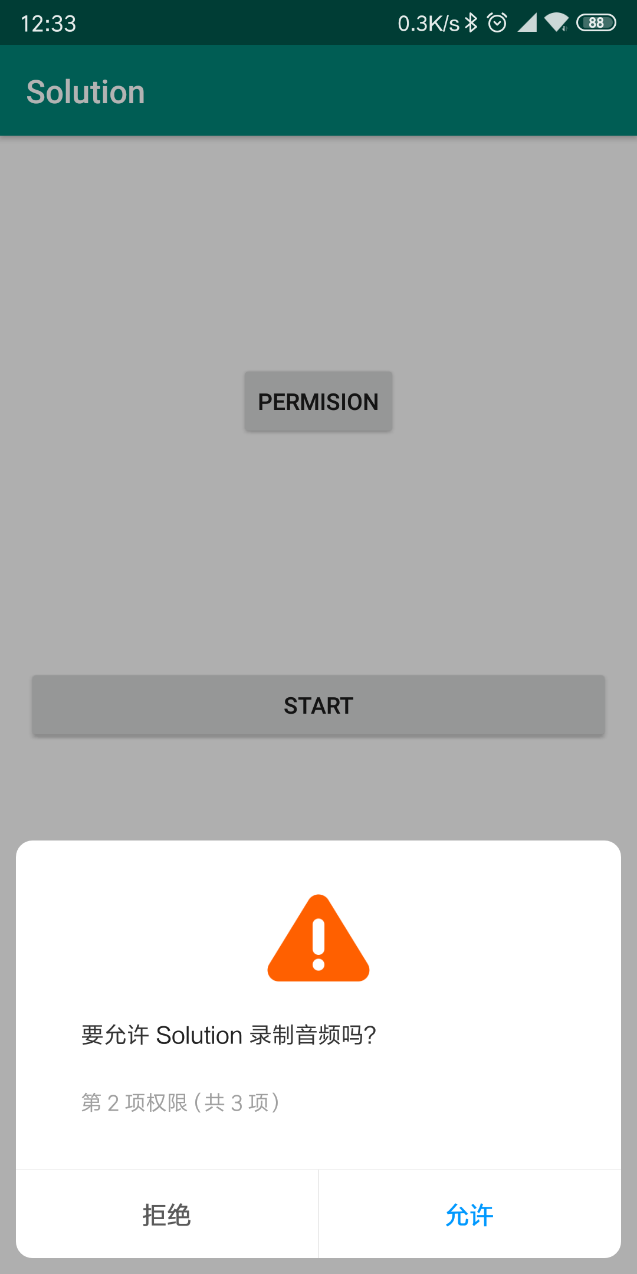 12:33 0.3K/s 88
Solution
PERMISION
START
要允许 Solution 录制音频吗?
第 2 项权限 (共 3 项)
拒绝 允许